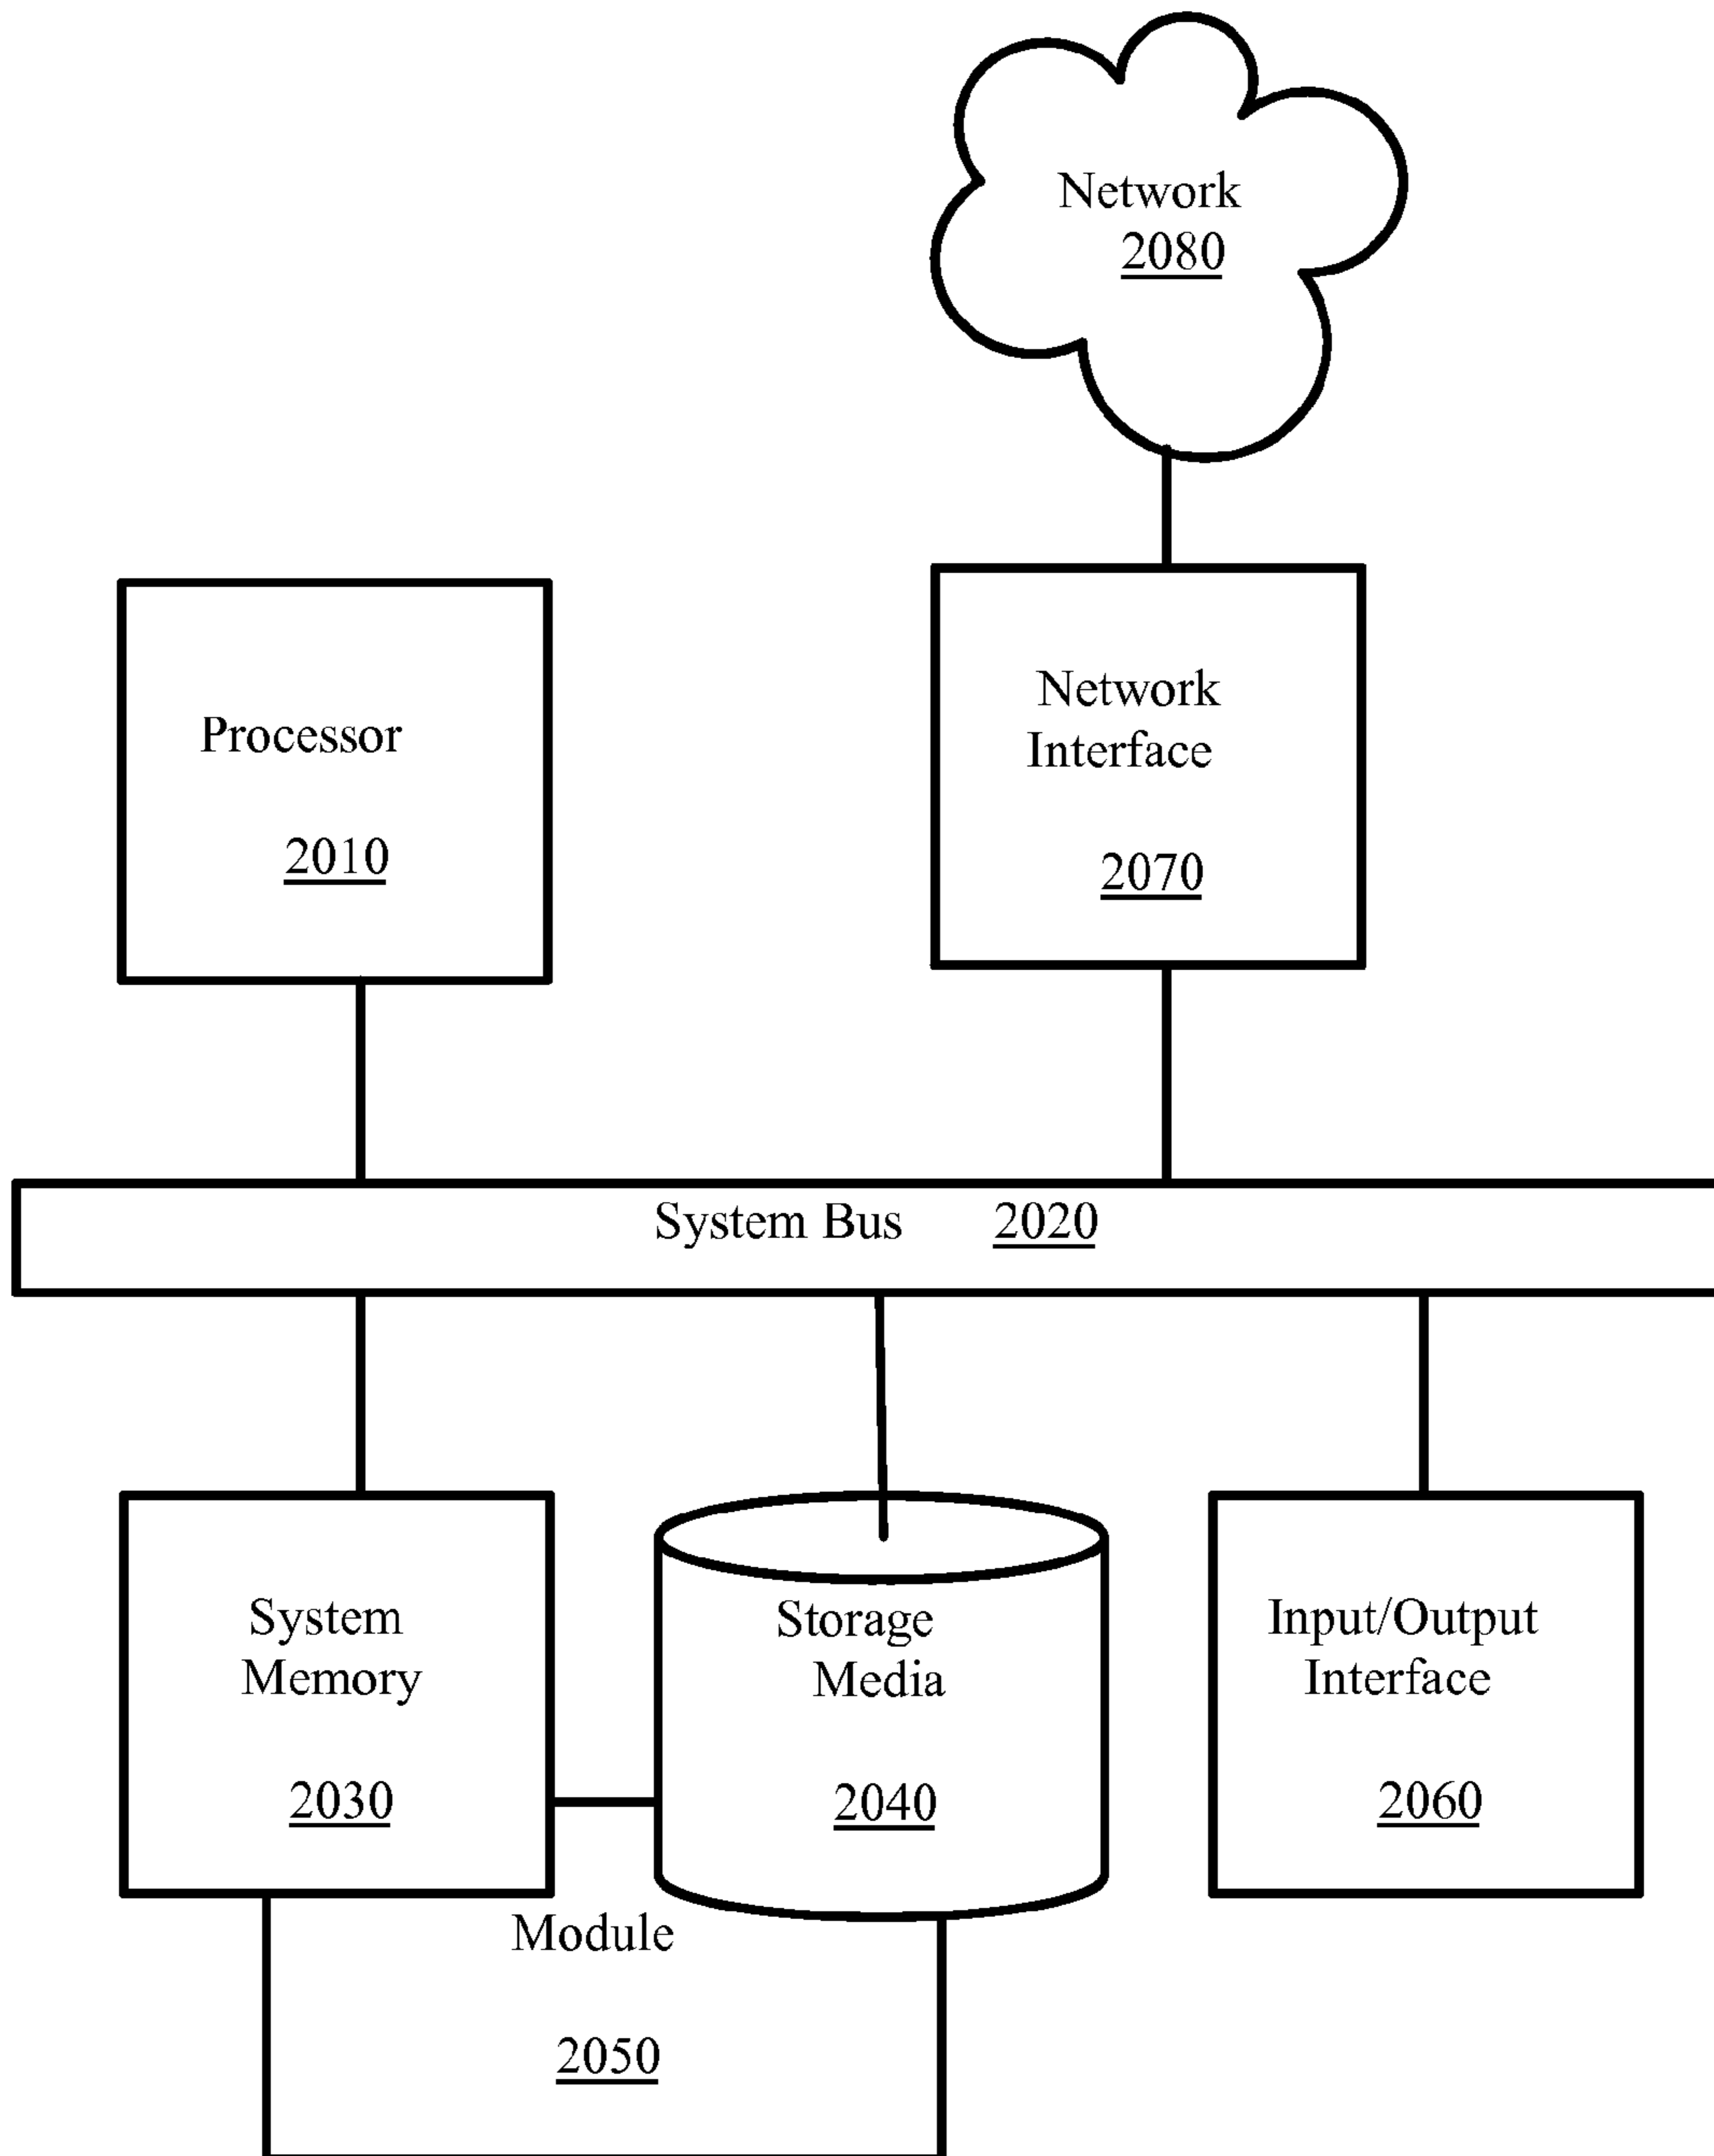 Network
2080
Processor
2010
Network
Interface
2070
System Bus 2020
System
Memory
2030
Storage
Media
2040
Input/Output
Interface
2060
Module
2050